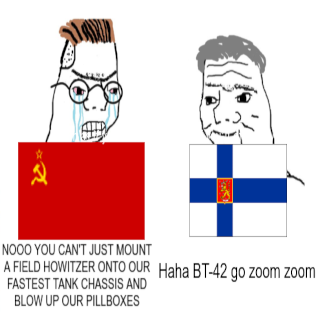 NOOO YOU CAN'T JUST MOUNT
A FIELD HOWITZER ONTO OUR
FASTEST TANK CHASSIS AND
BLOW UP OUR PILLBOXES
Haha BT-42 go zoom zoom